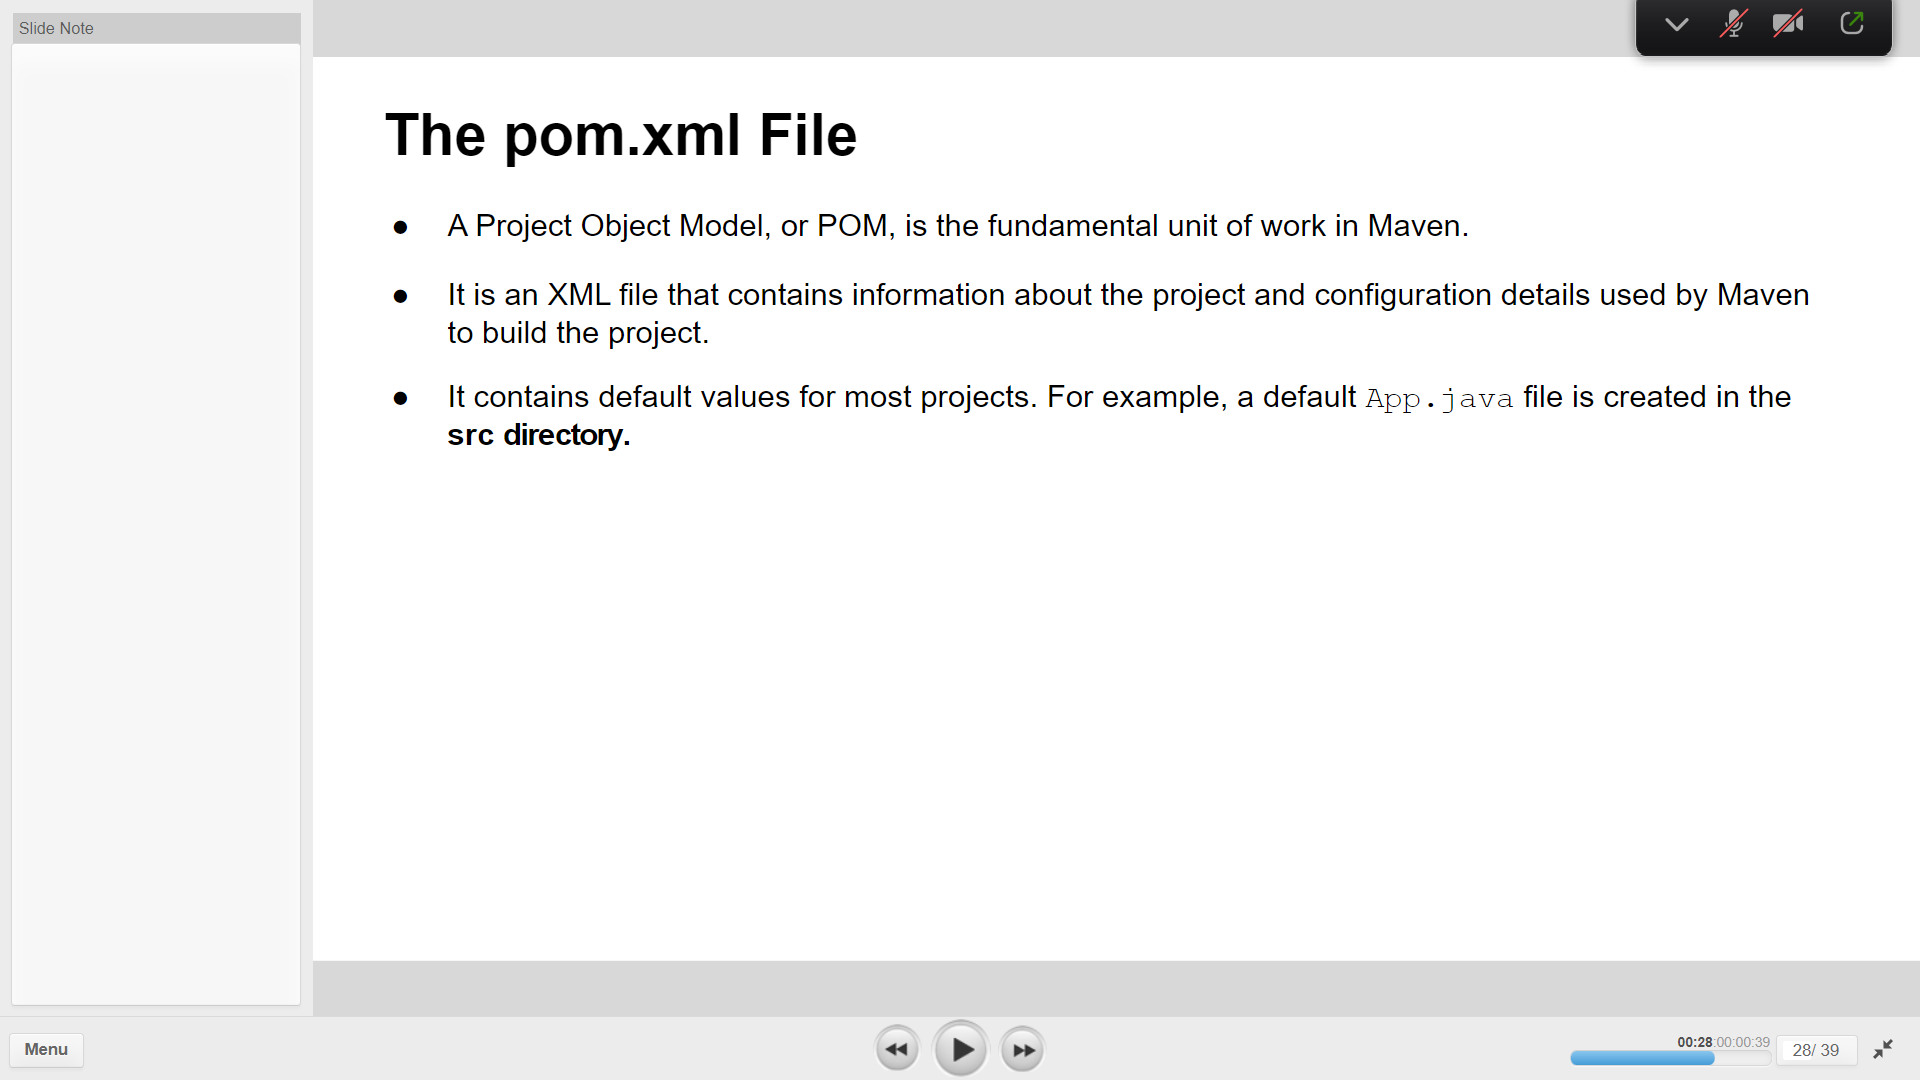 Slide Note
The pom.xml File
● A Project Object Model, or POM, is the fundamental unit of work in Maven.
● It is an XML file that contains information about the project and configuration details used by Maven
to build the project.
● It contains default values for most projects. For example, a default App.java file is created in the
src directory.
Menu
00:28:00:00:39
28/ 39